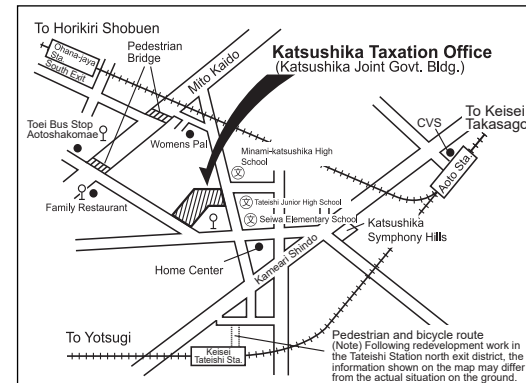 To Horikiri Shobuen
Ohana-jaya
Sta.
South Exit
Pedestrian
Bridge
Mito Kaido
Katsushika Taxation Office
(Katsushika Joint Govt. Bldg.)
To Keisei
Takasago
CVS
Aoto Sta.
Toei Bus Stop
Aotoshakomae
Womens Pal
Minami-katsushika High
School
文
Family Restaurant
文
Tateishi Junior High School
文
Seiwa Elementary School
Katsushika
Symphony Hills
Home Center
Kameari Shindo
To Yotsugi
Keisei
Tateishi Sta.
Pedestrian and bicycle route
(Note) Following redevelopment work in
the Tateishi Station north exit district, the
information shown on the map may differ
from the actual situation on the ground.